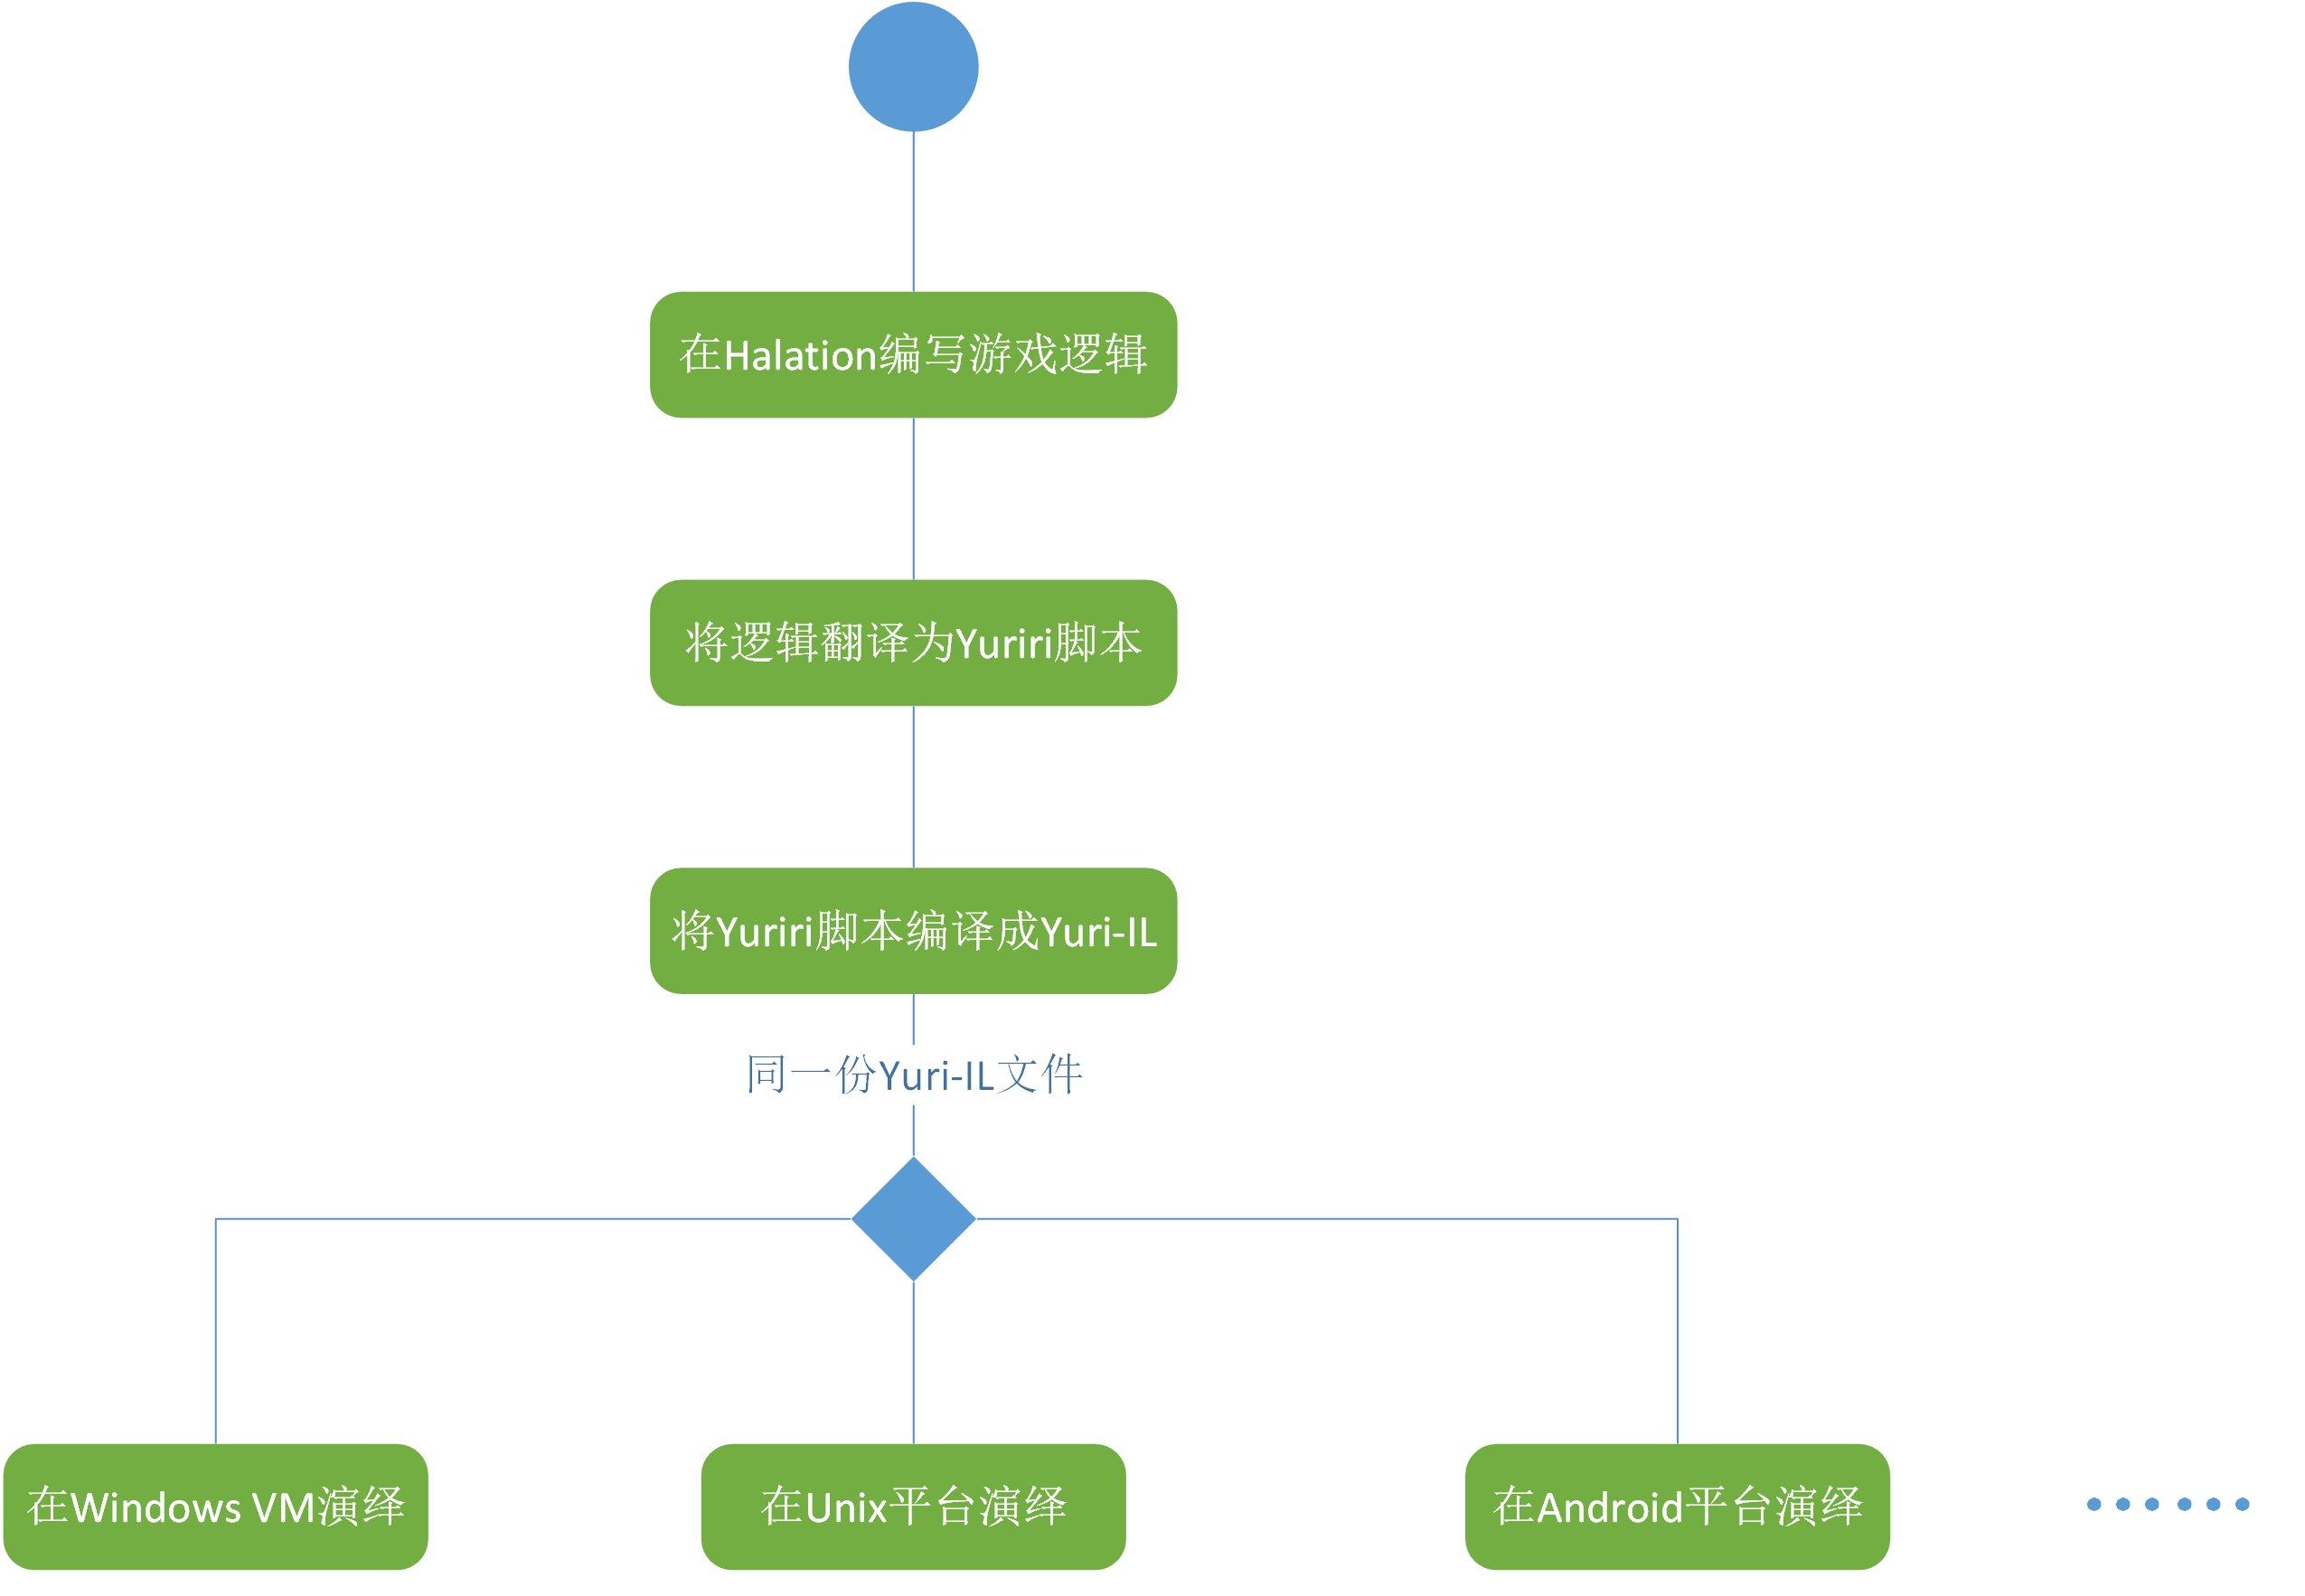 在Halation编写游戏逻辑
将逻辑翻译为Yuriri脚本
将Yuriri脚本编译成Yuri-IL
同一份Yuri-IL文件
在Windows VM演绎
在Unix平台演绎
在Android平台演绎